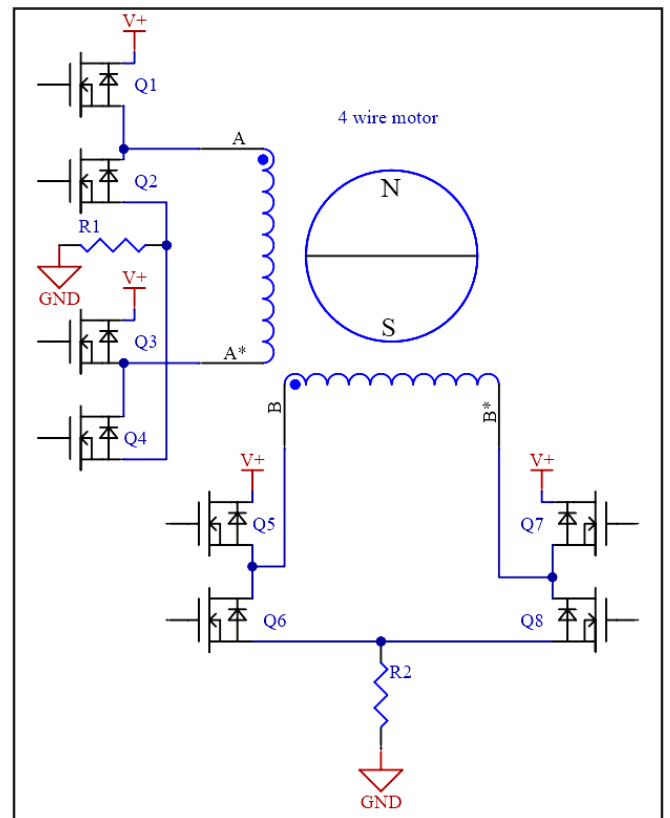 V+
Q1
4 wire motor
A
N
Q2
R1
V+
GND
S
Q3
A*
B
B*
Q4
V+
V+
Q5
Q7
Q6
Q8
R2
GND